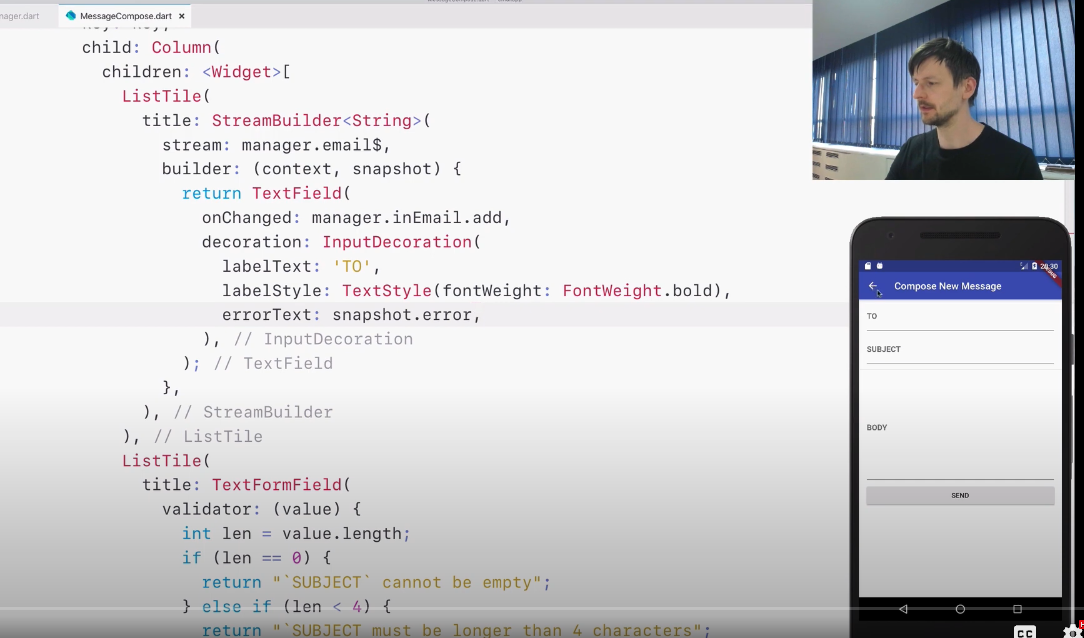 nager.dart
MessageCompose.dart ×
child: Column(
children: <Widget>[
ListTile(
title: StreamBuilder<String>(
stream: manager.email$,
builder: (context, snapshot) {
return TextField(
onChanged: manager.inEmail.add,
decoration: InputDecoration(
labelText: 'TO',
labelStyle: TextStyle(fontWeight: FontWeight.bold),
errorText: snapshot.error,
), // InputDecoration
); // TextField
},
), // StreamBuilder
), // ListTile
ListTile(
title: TextFormField(
validator: (value) {
int len = value.length;
if (len == 0) {
return "`SUBJECT` cannot be empty";
} else if (len < 4) {
return "`SUBJECT must be longer than 4 characters";
Compose New Message
TO
SUBJECT
BODY
SEND
CC